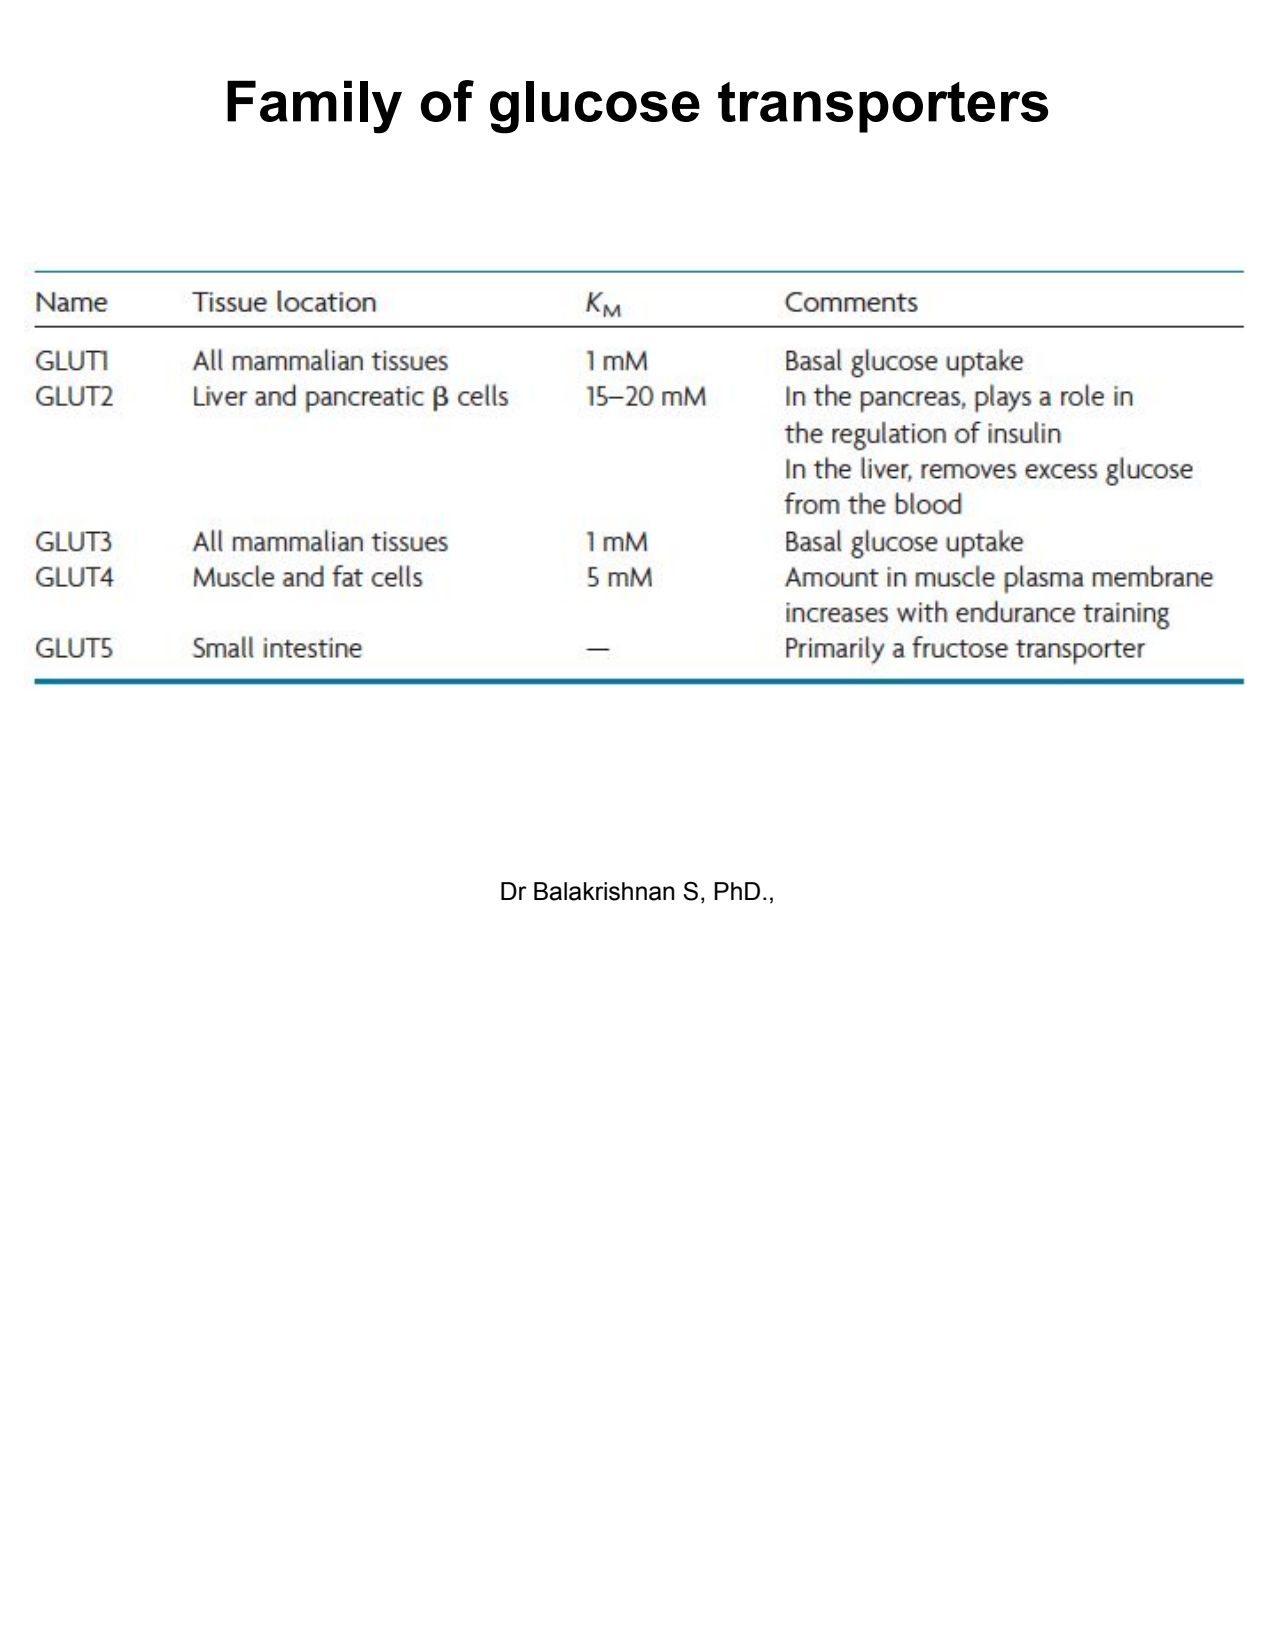 Family of glucose transporters
Name Tissue location KM Comments
GLUT1 All mammalian tissues 1 mM Basal glucose uptake
GLUT2 Liver and pancreatic β cells 15–20 mM In the pancreas, plays a role in
the regulation of insulin
In the liver, removes excess glucose
from the blood
GLUT3 All mammalian tissues 1 mM Basal glucose uptake
GLUT4 Muscle and fat cells 5 mM Amount in muscle plasma membrane
increases with endurance training
GLUT5 Small intestine — Primarily a fructose transporter
Dr Balakrishnan S, PhD.,